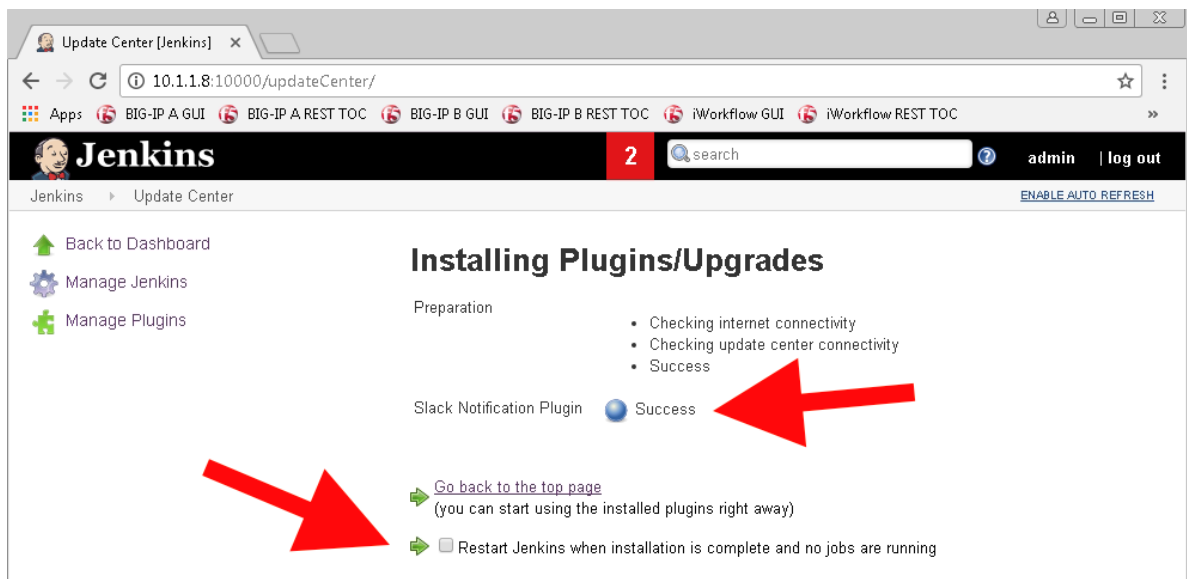 Update Center [Jenkins]
10.1.1.8:10000/updateCenter/
Apps BIG-IP A GUI BIG-IP A REST TOC BIG-IP B GUI BIG-IP B REST TOC iWorkflow GUI iWorkflow REST TOC »
Jenkins 2 search admin | log out
Jenkins Update Center ENABLE AUTO REFRESH
Back to Dashboard
Manage Jenkins
Manage Plugins
Installing Plugins/Upgrades
Preparation
• Checking internet connectivity
• Checking update center connectivity
• Success
Slack Notification Plugin Success
Go back to the top page
(you can start using the installed plugins right away)
Restart Jenkins when installation is complete and no jobs are running